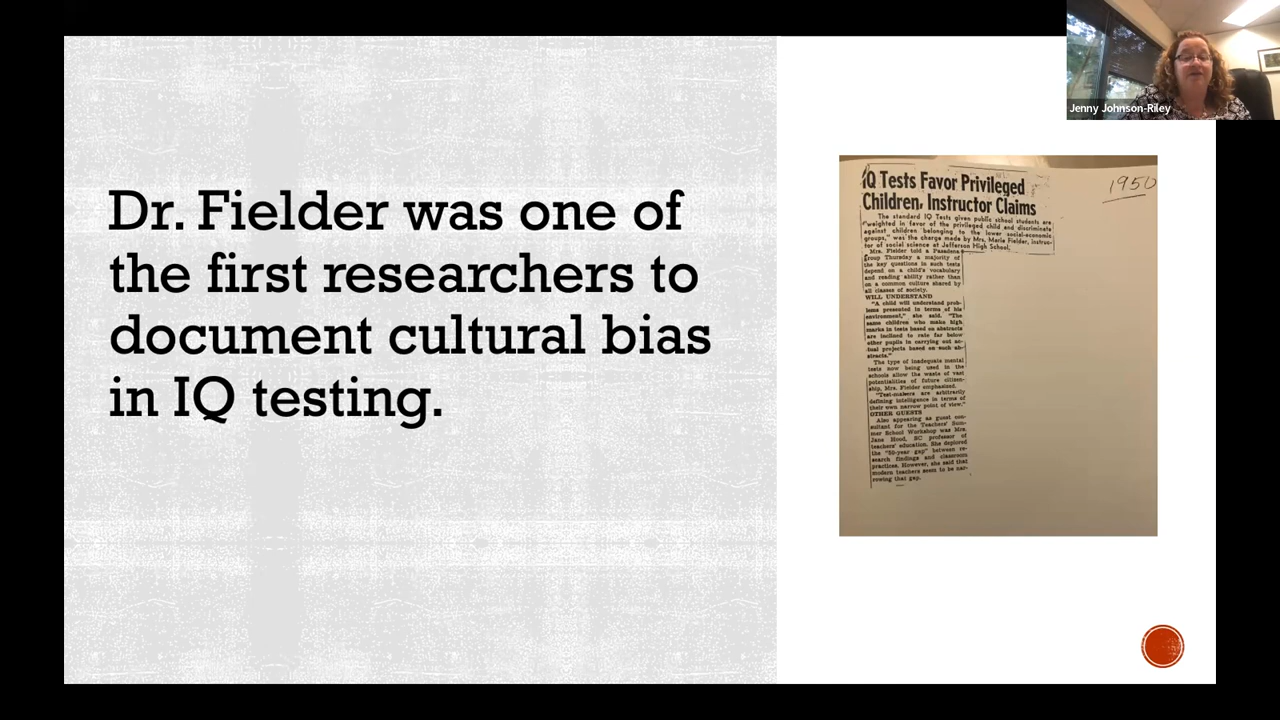 Dr. Fielder was one of
the first researchers to
document cultural bias
in IQ testing.
Jenny Johnson-Riley
1950
IQ Tests Favor Privileged
Children, Instructor Claims
The standard IQ Tests given public school students are
"weighted in favor of the privileged child and discriminate
against children belonging to the lower social-economic
groups," was the charge made by Mrs. Marie Fielder, instruc-
tor of social science at Jefferson High School.
Mrs. Fielder told a Pasadena
group Thursday a majority of
the key questions in such tests
depend on a child's vocabulary
and reading ability rather than
on a common culture shared by
all classes of society.
WILL UNDERSTAND
"A child will understand prob-
lems presented in terms of his
environment," she said. "The
same children who make high
marks in tests based on abstracts
are inclined to rate far below
other pupils in carrying out ac-
tual projects based on such ab-
stracts."
The type of inadequate mental
tests now being used in the
schools allow the waste of vast
potentialities of future citizen-
ship, Mrs. Fielder emphasized.
"Test-makers are arbitrarily
defining intelligence in terms of
their own narrow point of view."
OTHER GUESTS
Also appearing as guest con-
sultant for the Teachers' Sum-
mer School Workshop was Mrs.
Jane Hood, SC professor of
teachers' education. She deplored
the "50-year gap" between re-
search findings and classroom
practices. However, she said that
modern teachers seem to be nar-
rowing that gap.